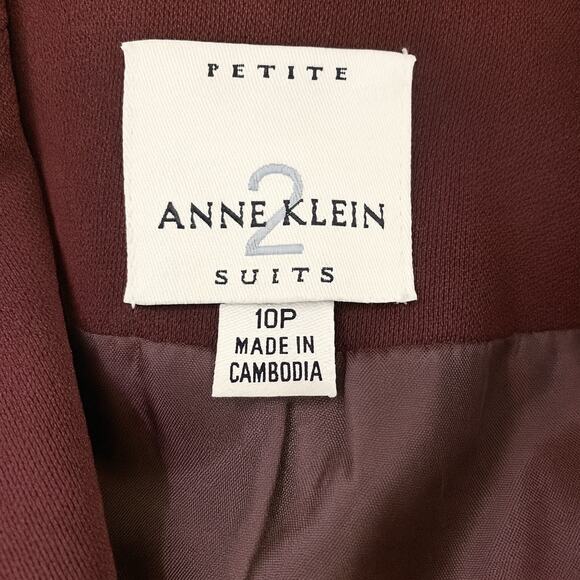 PETITE
2
ANNE KLEIN
SUITS
10P
MADE IN
CAMBODIA